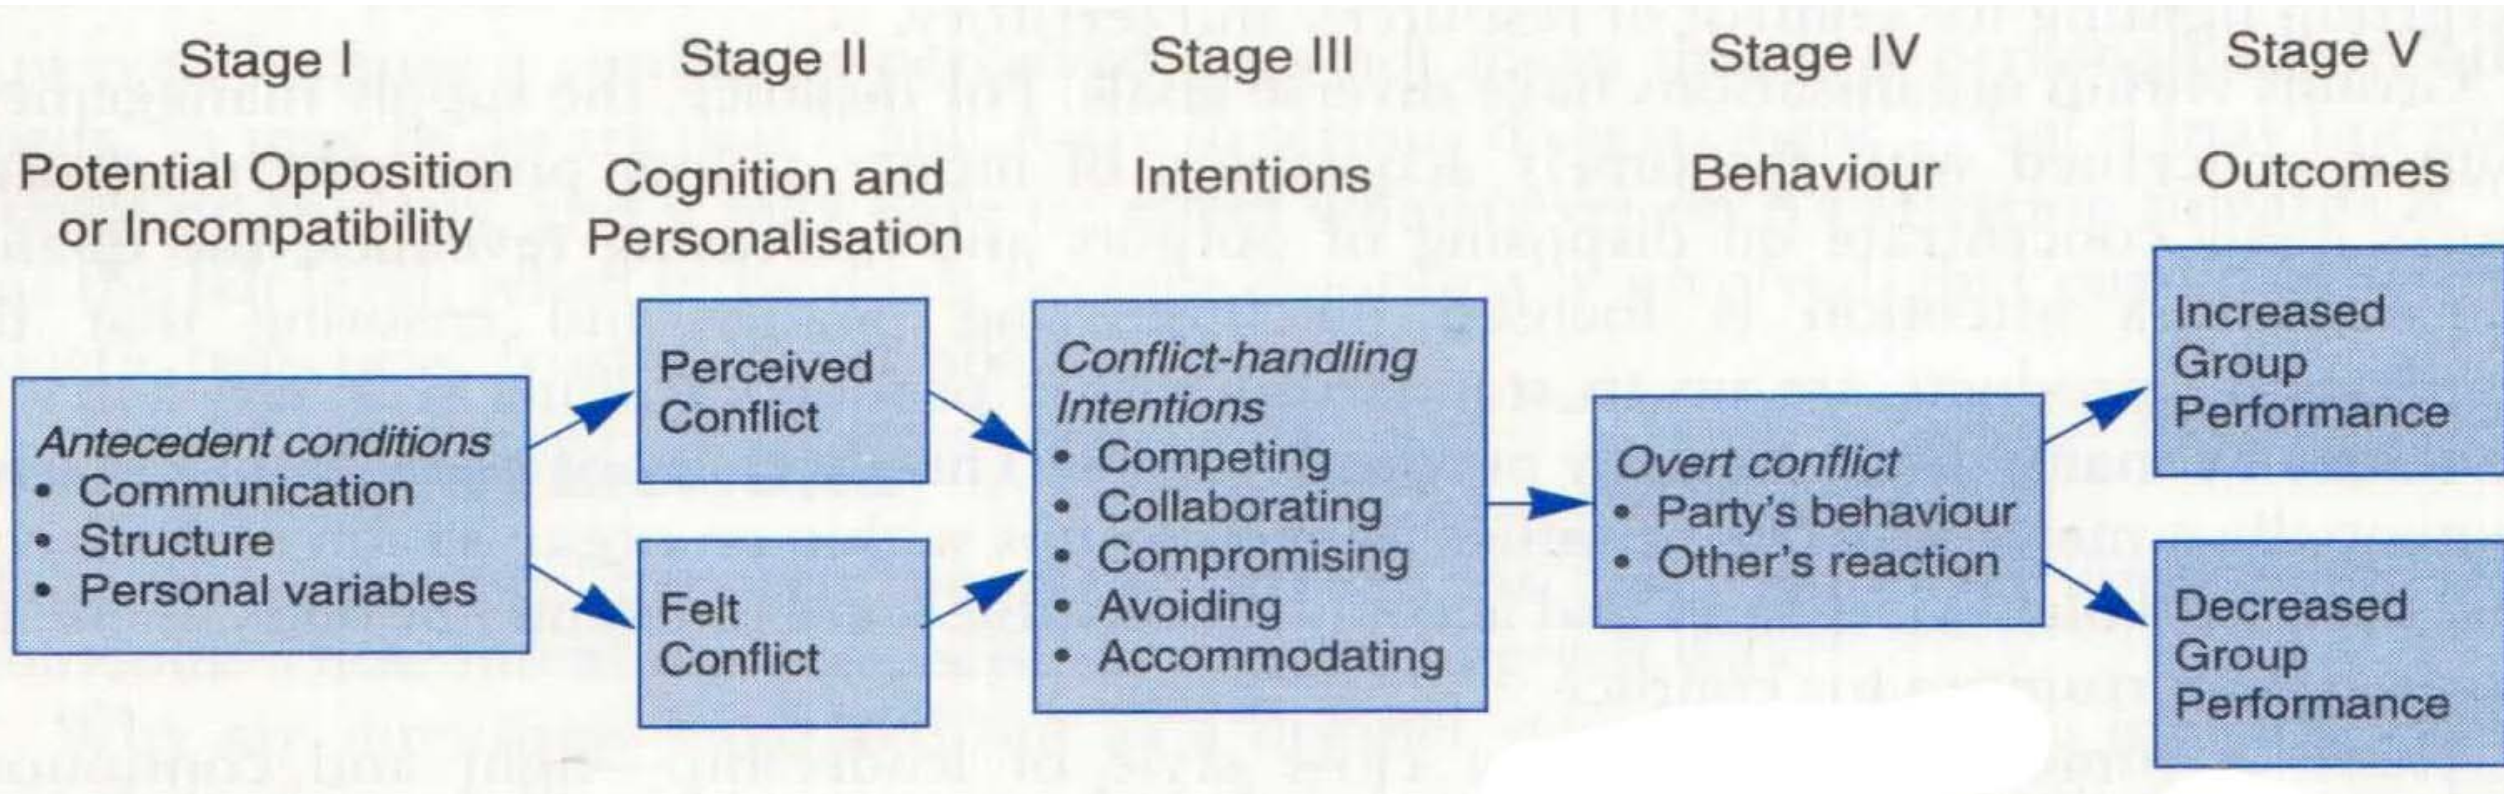 Stage I
Potential Opposition
or Incompatibility
Antecedent conditions
• Communication
• Structure
• Personal variables
Stage II
Cognition and
Personalisation
Perceived
Conflict
Felt
Conflict
Stage III
Intentions
Conflict-handling
Intentions
• Competing
• Collaborating
• Compromising
• Avoiding
• Accommodating
Stage IV
Behaviour
Overt conflict
• Party's behaviour
• Other's reaction
Stage V
Outcomes
Increased
Group
Performance
Decreased
Group
Performance